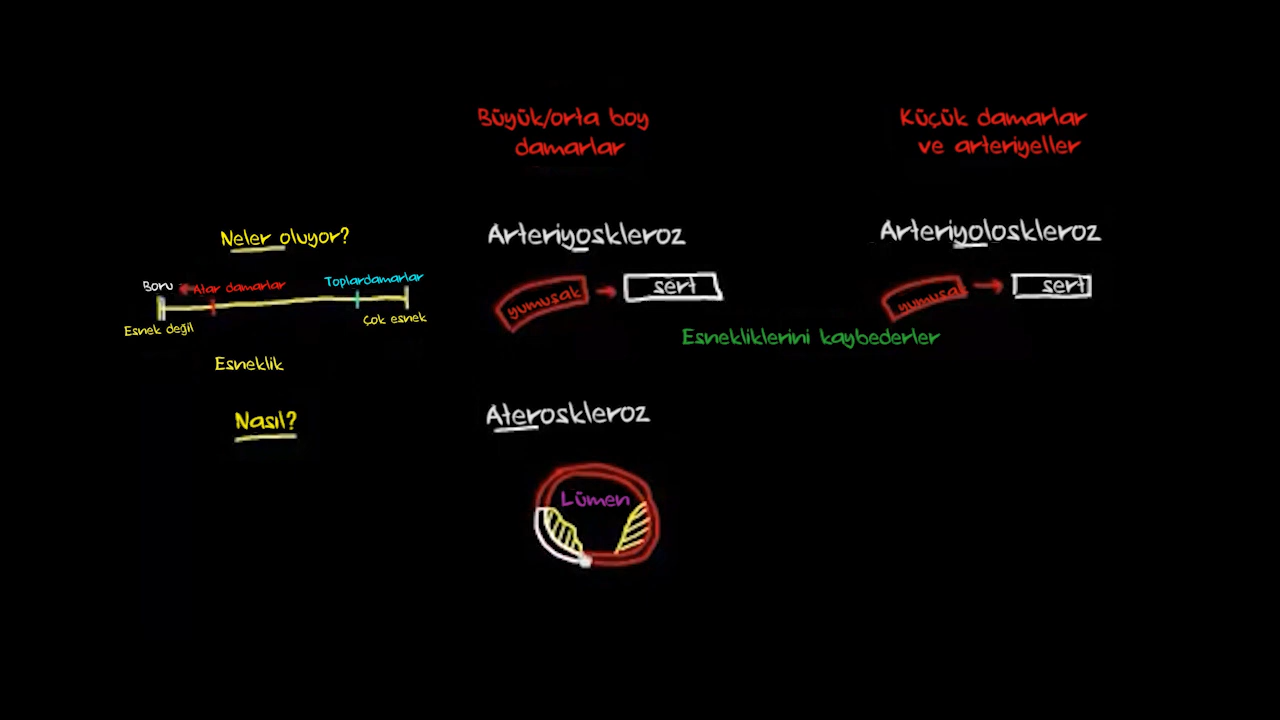 Büyük/orta boy
damarlar
Küçük damarlar
ve arteriyeller
Neler oluyor?
Arteriyoskleroz
Arteriyoloskleroz
Boru
Atar damarlar
Toplardamarlar
Esnek değil
Çok esnek
Esneklik
yumuşak
sert
yumuşak
sert
Esnekliklerini kaybederler
Nasıl?
Ateroskleroz
Lümen